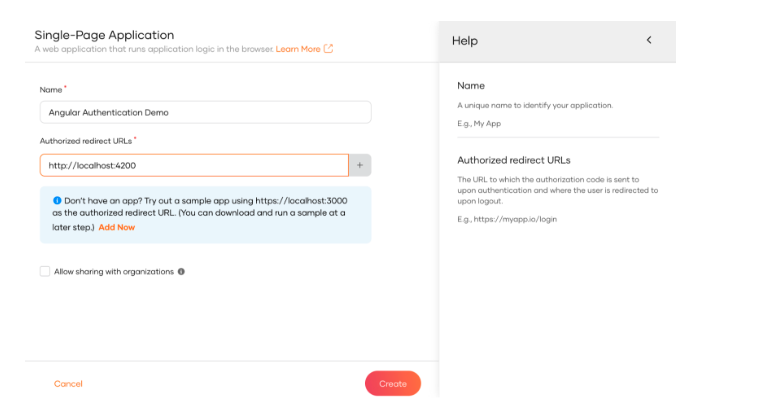 Single-Page Application
A web application that runs application logic in the browser. Learn More
Name *
Angular Authentication Demo
Authorized redirect URLs *
http://localhost:4200
+
Don't have an app? Try out a sample app using https://localhost:3000
as the authorized redirect URL. (You can download and run a sample at a
later step.) Add Now
Allow sharing with organizations
Cancel
Create
Help
Name
A unique name to identify your application.
E.g., My App
Authorized redirect URLs
The URL to which the authorization code is sent to
upon authentication and where the user is redirected to
upon logout.
E.g., https://myapp.io/login